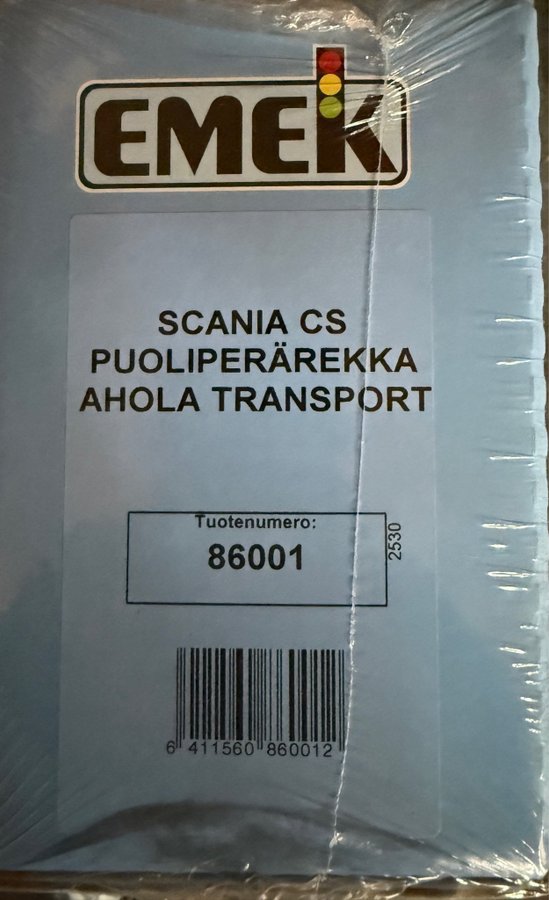 EMEK
SCANIA CS
PUOLIPERÄREKKA
AHOLA TRANSPORT
Tuotenumero:
86001
2530
6 411560 860012